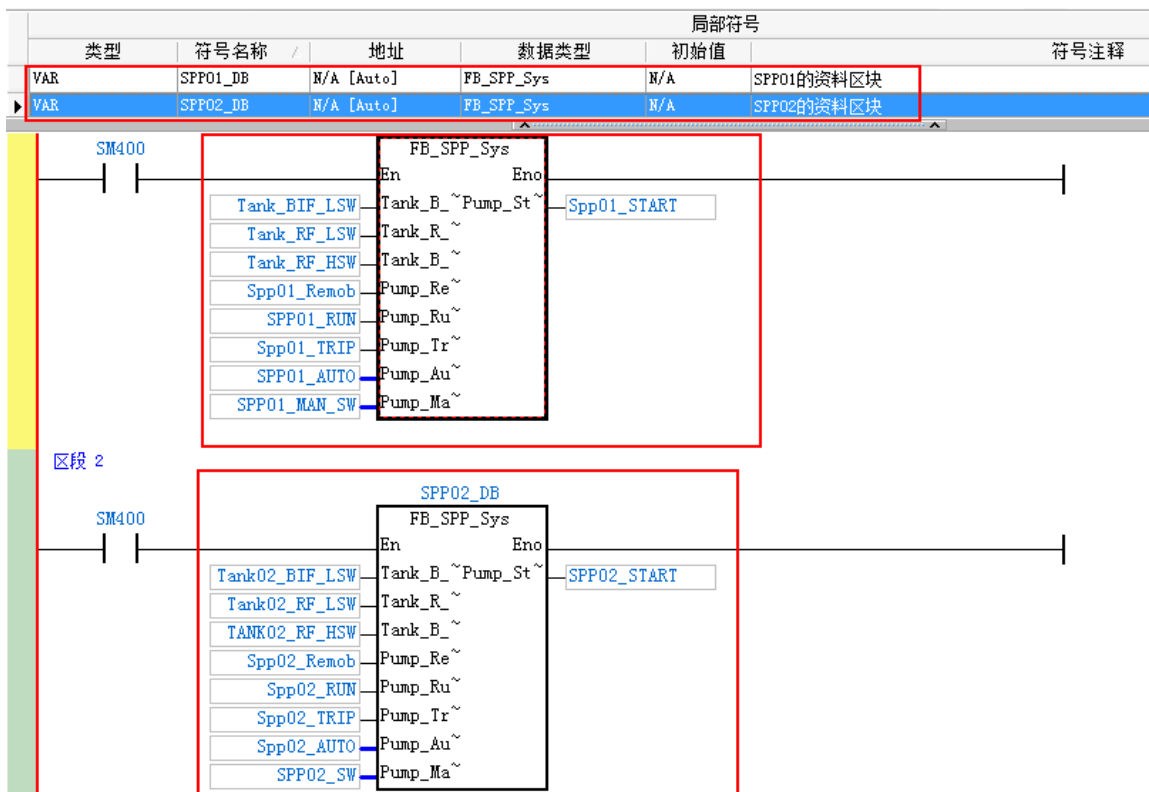 局部符号
类型 符号名称 / 地址 数据类型 初始值 符号注释
VAR SPP01_DB N/A [Auto] FB_SPP_Sys N/A SPP01的资料区块
VAR SPP02_DB N/A [Auto] FB_SPP_Sys N/A SPP02的资料区块
SM400 FB_SPP_Sys
En Eno
Tank_BIF_LSW Tank_B_~ Pump_St~ Spp01_START
Tank_RF_LSW Tank_R_~
Tank_RF_HSW Tank_B_~
Spp01_Remob Pump_Re~
SPP01_RUN Pump_Ru~
Spp01_TRIP Pump_Tr~
SPP01_AUTO Pump_Au~
SPP01_MAN_SW Pump_Ma~
区段 2
SPP02_DB
SM400 FB_SPP_Sys
En Eno
Tank02_BIF_LSW Tank_B_~ Pump_St~ SPP02_START
Tank02_RF_LSW Tank_R_~
TANK02_RF_HSW Tank_B_~
Spp02_Remob Pump_Re~
Spp02_RUN Pump_Ru~
Spp02_TRIP Pump_Tr~
Spp02_AUTO Pump_Au~
SPP02_SW Pump_Ma~